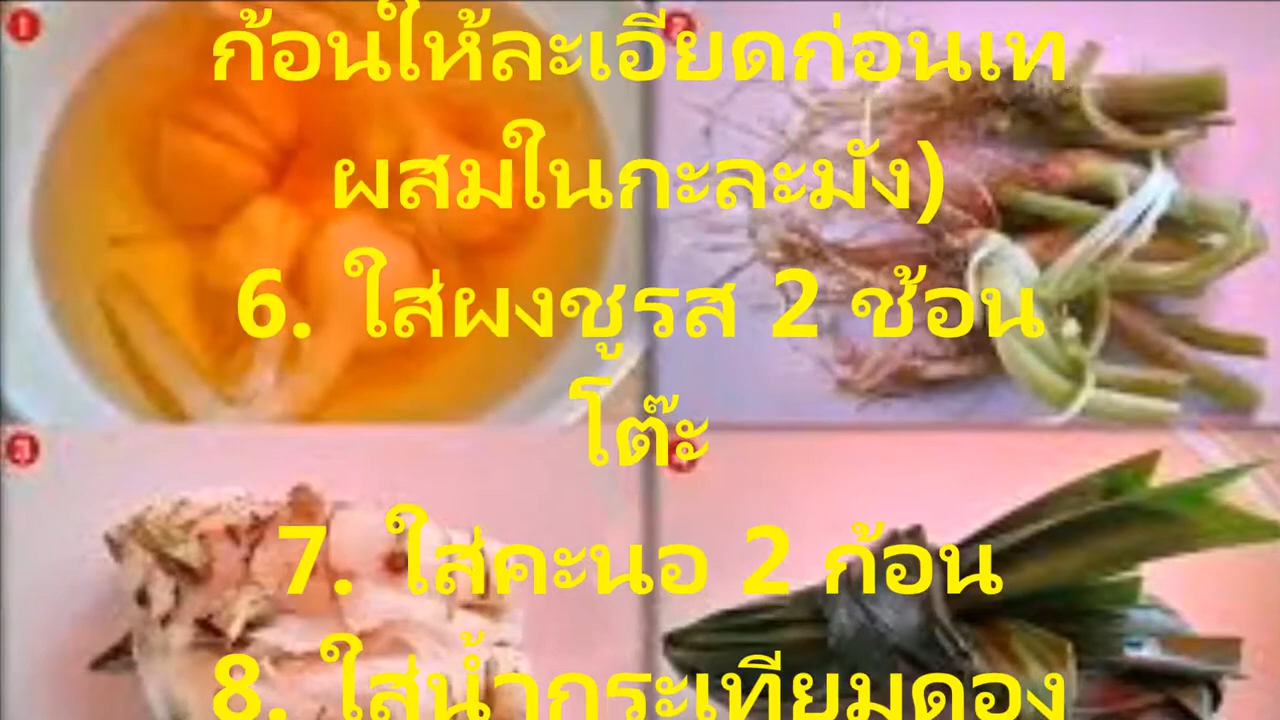 ก้อนให้ละเอียดก่อนเท
ผสมในกะละมัง)
6. ใส่ผงชูรส 2 ช้อน
โต๊ะ
7. ใส่คะนอ 2 ก้อน
8. ใส่น้ำกระเทียมดอง
1
3